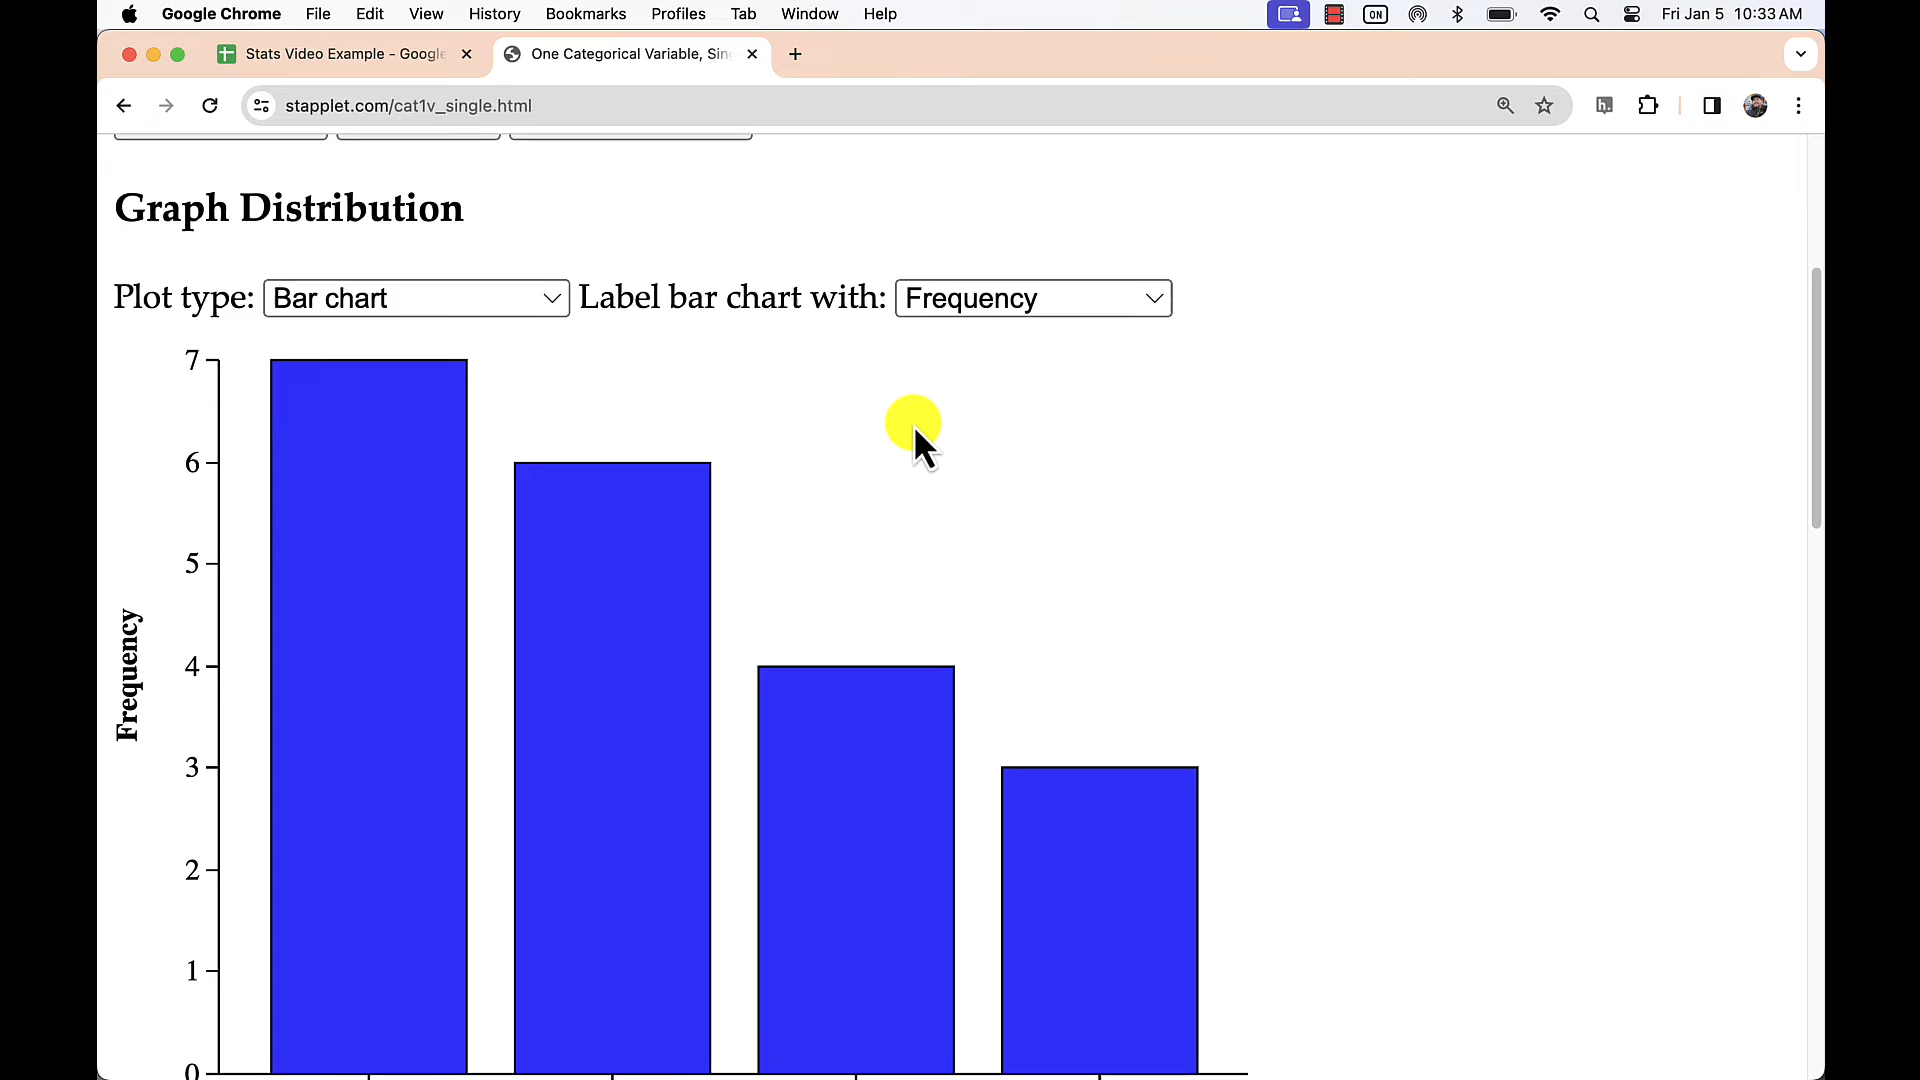 Google Chrome File Edit View History Bookmarks Profiles Tab Window Help ON Fri Jan 5 10:33 AM
Stats Video Example - Google One Categorical Variable, Sin
stapplet.com/cat1v_single.html h.
Graph Distribution
Plot type: Bar chart Label bar chart with: Frequency
7
6
5
4
3
2
1
0
Frequency